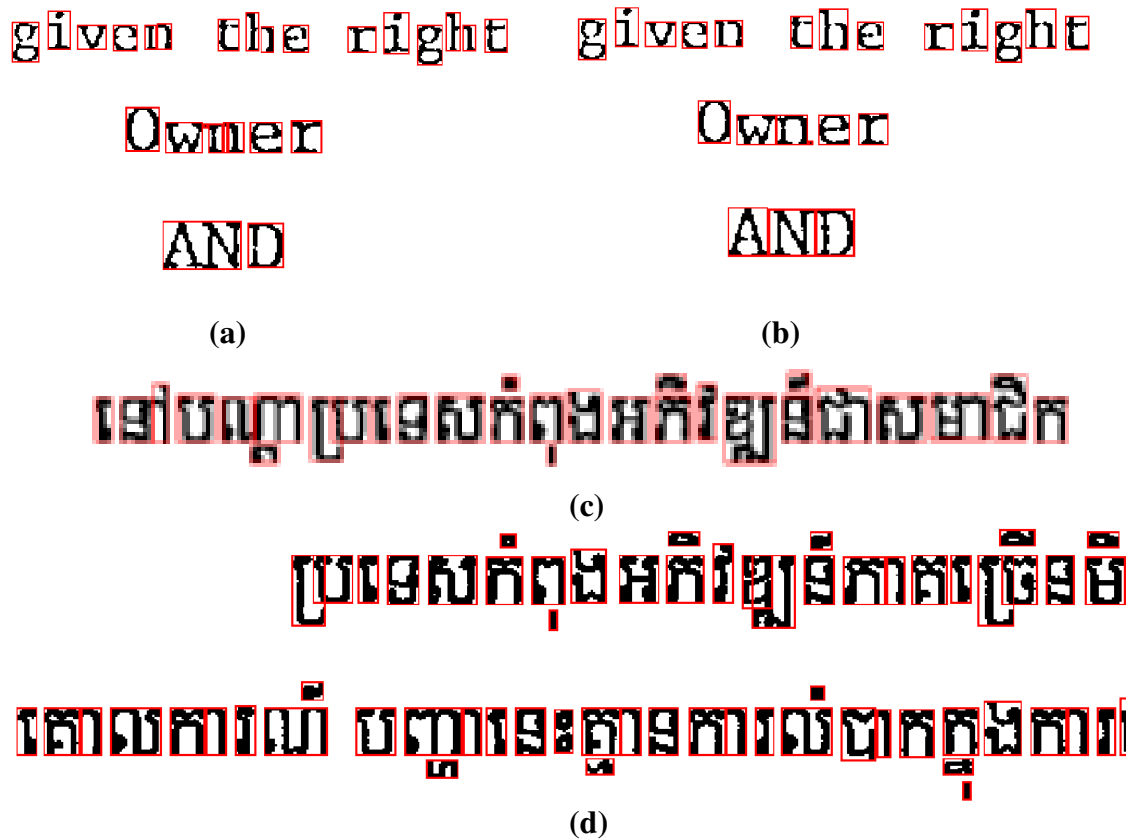 given the right
Owner
AND
(a)
given the right
Owner
AND
(b)
នៅបណ្តាប្រទេសកំពុងអភិវឌ្ឍន៍ជាសមាជិក
(c)
ប្រទេសកំពុងអភិវឌ្ឍន៍ភាគច្រើនមិ
គោលការណ៍ បញ្ហានេះគ្មានការលំបាកក្នុងការ
(d)